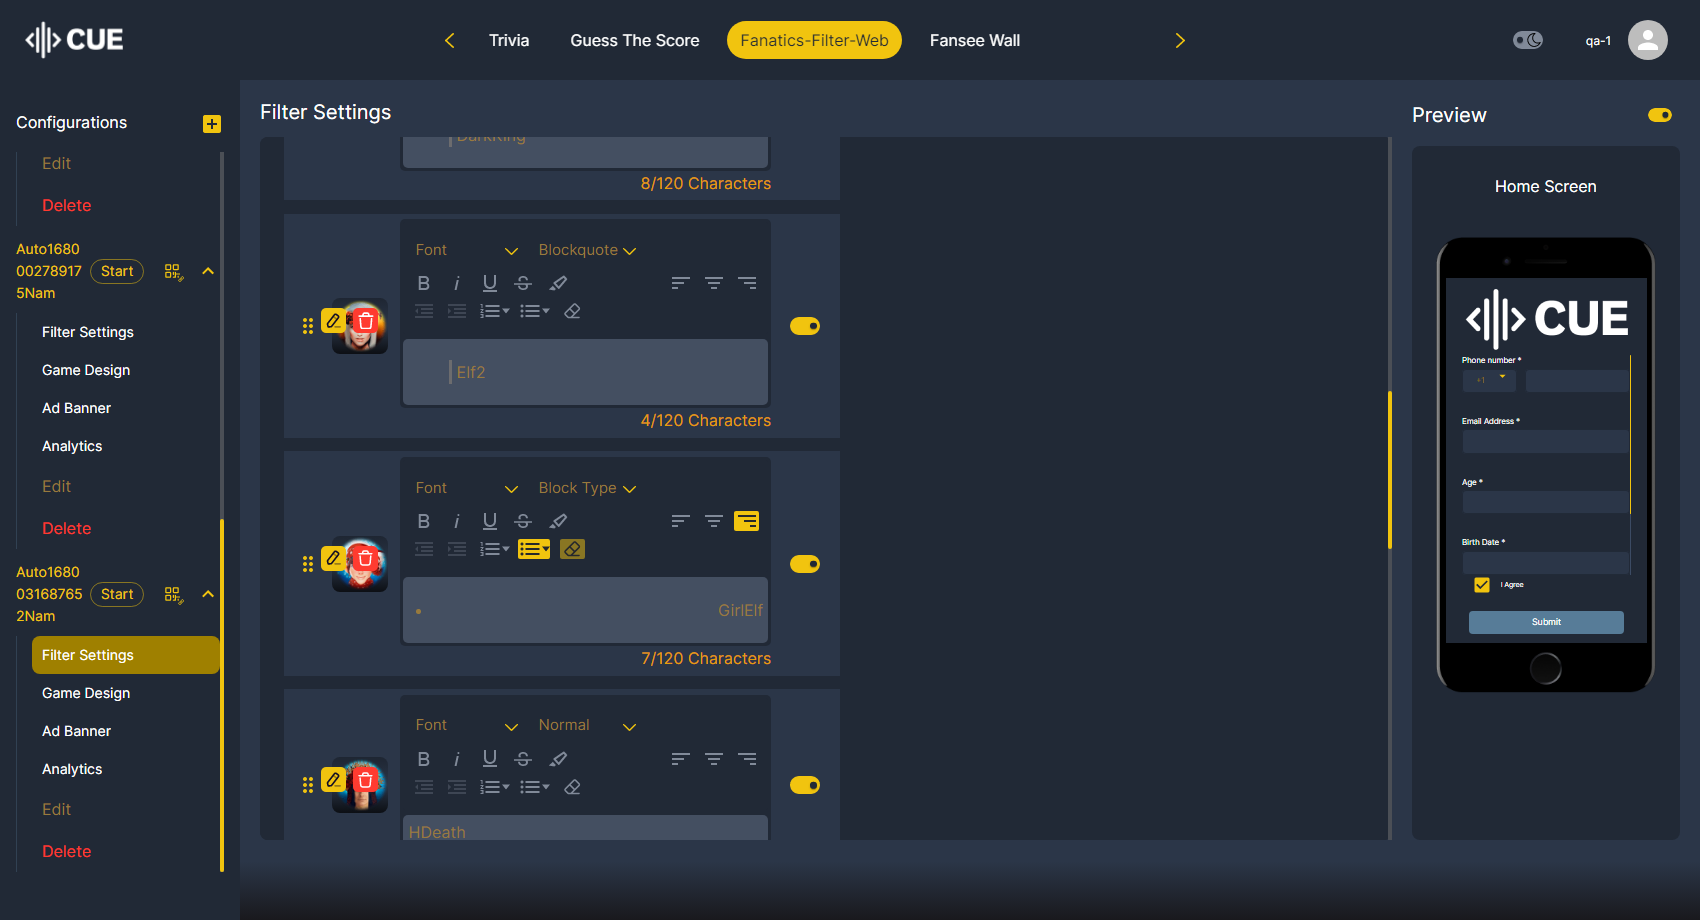 CUE
Trivia
Guess The Score
Fanatics-Filter-Web
Fansee Wall
qa-1
Configurations
Edit
Delete
Auto1680
00278917
5Nam
Start
Filter Settings
Game Design
Ad Banner
Analytics
Edit
Delete
Auto1680
03168765
2Nam
Start
Filter Settings
Game Design
Ad Banner
Analytics
Edit
Delete
Filter Settings
DarkKing
8/120 Characters
Font
Blockquote
B i U S
Elf2
4/120 Characters
Font
Block Type
B i U S
GirlElf
7/120 Characters
Font
Normal
B i U S
HDeath
Preview
Home Screen
CUE
Phone number *
+1
Email Address *
Age *
Birth Date *
I Agree
Submit